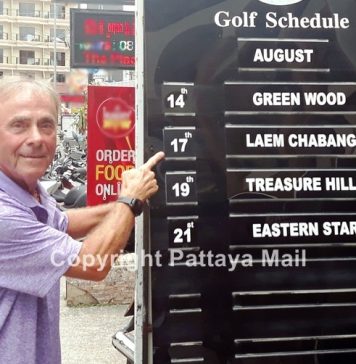 Golf Schedule
AUGUST
14th GREEN WOOD
17th LAEM CHABANG
19th TREASURE HILL
21st EASTERN STAR
ORDER
FOOD
ONLINE
Copyright Pattaya Mail